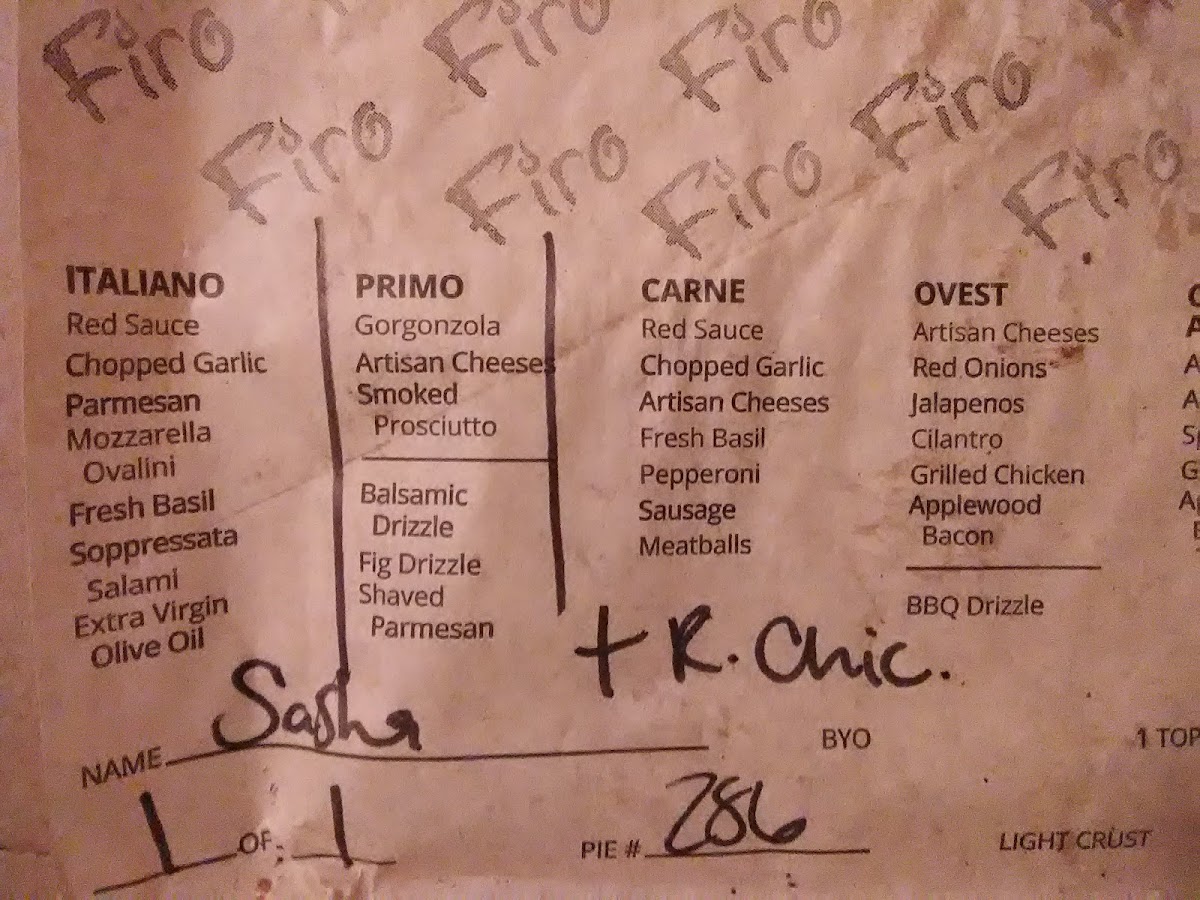 Firo Firo Firo
Firo
Firo Firo Firo
Firo
ITALIANO
Red Sauce
Chopped Garlic
Parmesan
Mozzarella
Ovalini
Fresh Basil
Soppressata
Salami
Extra Virgin
Olive Oil
PRIMO
Gorgonzola
Artisan Cheeses
Smoked
Prosciutto
Balsamic
Drizzle
Fig Drizzle
Shaved
Parmesan
CARNE
Red Sauce
Chopped Garlic
Artisan Cheeses
Fresh Basil
Pepperoni
Sausage
Meatballs
OVEST
Artisan Cheeses
Red Onions
Jalapenos
Cilantro
Grilled Chicken
Applewood
Bacon
BBQ Drizzle
+ R. Chic.
NAME Sasha
BYO
1 TOP
1 OF: 1
PIE # 286
LIGHT CRUST